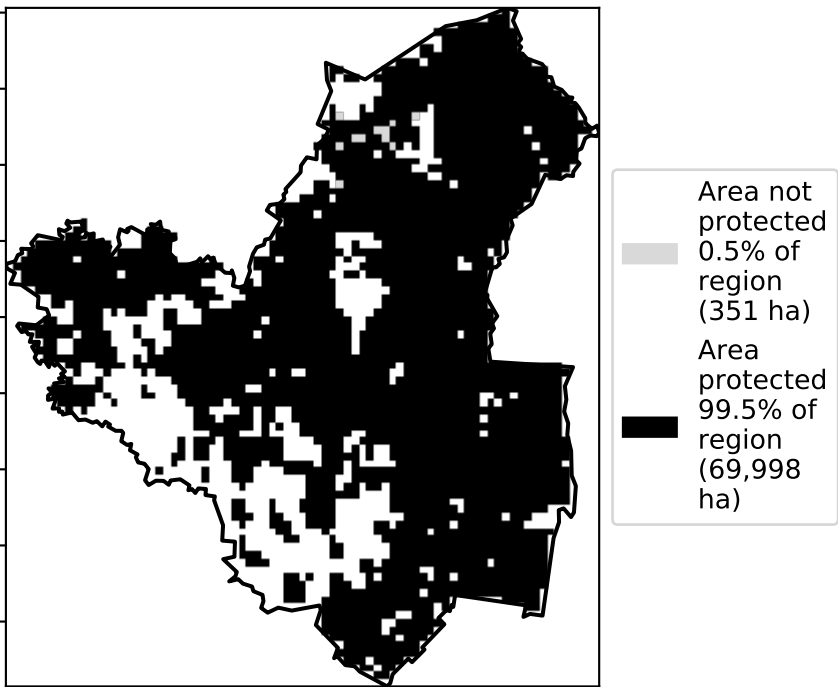 Area not
protected
0.5% of
region
(351 ha)
Area
protected
99.5% of
region
(69,998
ha)